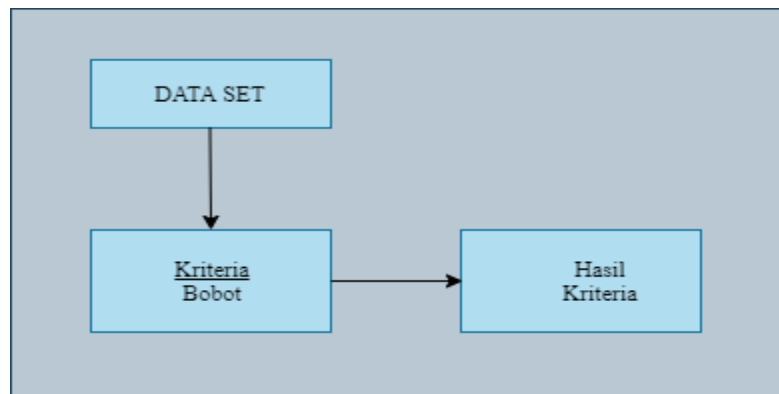 DATA SET
Kriteria
Bobot
Hasil
Kriteria